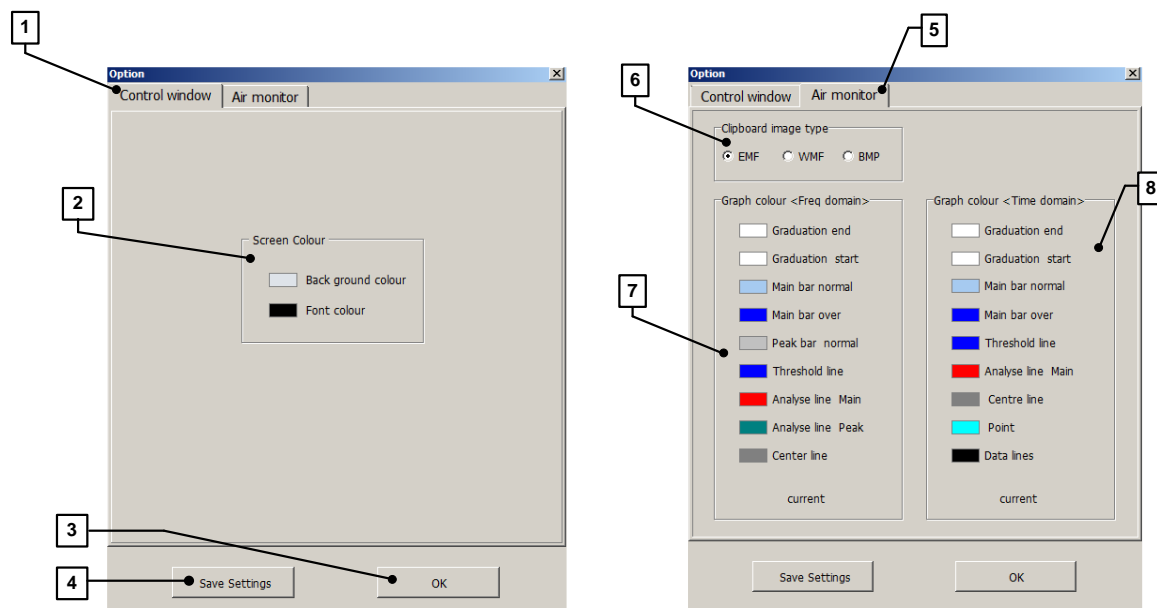 1
Option
Control window Air monitor
2
Screen Colour
Back ground colour
Font colour
3
4
Save Settings OK
5
Option
Control window Air monitor
6
Clipboard image type
EMF WMF BMP
7
Graph colour <Freq domain>
Graduation end
Graduation start
Main bar normal
Main bar over
Peak bar normal
Threshold line
Analyse line Main
Analyse line Peak
Center line
current
8
Graph colour <Time domain>
Graduation end
Graduation start
Main bar normal
Main bar over
Threshold line
Analyse line Main
Centre line
Point
Data lines
current
Save Settings OK